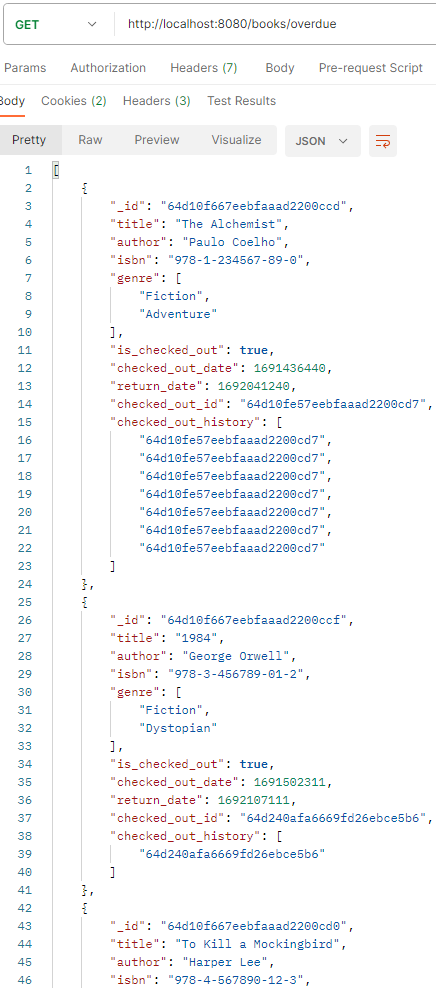 GET http://localhost:8080/books/overdue
Params Authorization Headers (7) Body Pre-request Script
Body Cookies (2) Headers (3) Test Results
Pretty Raw Preview Visualize JSON
1 [
2 {
3 "_id": "64d10f667eebfaaad2200ccd",
4 "title": "The Alchemist",
5 "author": "Paulo Coelho",
6 "isbn": "978-1-234567-89-0",
7 "genre": [
8 "Fiction",
9 "Adventure"
10 ],
11 "is_checked_out": true,
12 "checked_out_date": 1691436440,
13 "return_date": 1692041240,
14 "checked_out_id": "64d10fe57eebfaaad2200cd7",
15 "checked_out_history": [
16 "64d10fe57eebfaaad2200cd7",
17 "64d10fe57eebfaaad2200cd7",
18 "64d10fe57eebfaaad2200cd7",
19 "64d10fe57eebfaaad2200cd7",
20 "64d10fe57eebfaaad2200cd7",
21 "64d10fe57eebfaaad2200cd7",
22 "64d10fe57eebfaaad2200cd7"
23 ]
24 },
25 {
26 "_id": "64d10f667eebfaaad2200ccf",
27 "title": "1984",
28 "author": "George Orwell",
29 "isbn": "978-3-456789-01-2",
30 "genre": [
31 "Fiction",
32 "Dystopian"
33 ],
34 "is_checked_out": true,
35 "checked_out_date": 1691502311,
36 "return_date": 1692107111,
37 "checked_out_id": "64d240afa6669fd26ebce5b6",
38 "checked_out_history": [
39 "64d240afa6669fd26ebce5b6"
40 ]
41 },
42 {
43 "_id": "64d10f667eebfaaad2200cd0",
44 "title": "To Kill a Mockingbird",
45 "author": "Harper Lee",
46 "isbn": "978-4-567890-12-3",